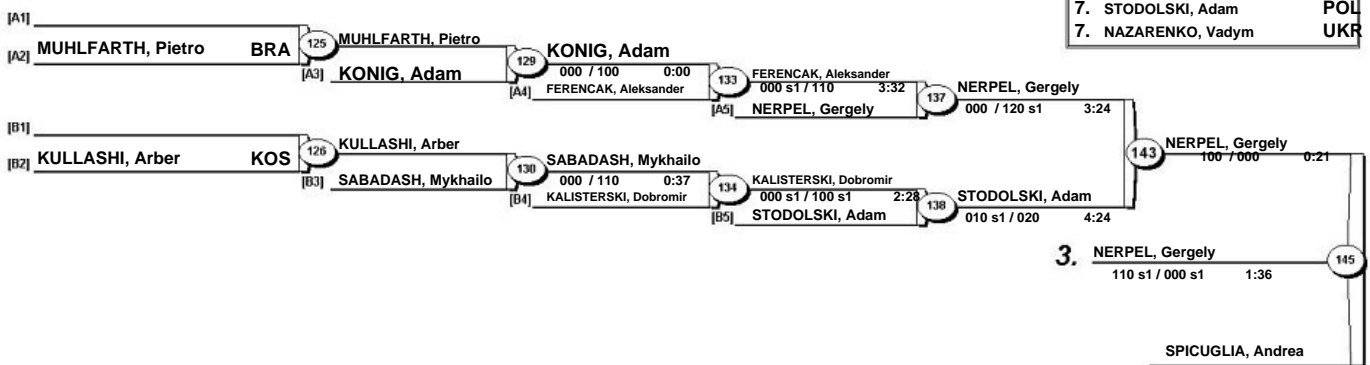 7. STODOLSKI, Adam POL
7. NAZARENKO, Vadym UKR
[A1]
[A2] MUHLFARTH, Pietro BRA
125
MUHLFARTH, Pietro
[A3] KONIG, Adam
129
KONIG, Adam
000 / 100 0:00
[A4] FERENCAK, Aleksander
133
FERENCAK, Aleksander
000 s1 / 110 3:32
[A5] NERPEL, Gergely
137
NERPEL, Gergely
000 / 120 s1 3:24
[B1]
[B2] KULLASHI, Arber KOS
126
KULLASHI, Arber
[B3] SABADASH, Mykhailo
130
SABADASH, Mykhailo
000 / 110 0:37
[B4] KALISTERSKI, Dobromir
134
KALISTERSKI, Dobromir
000 s1 / 100 s1 2:28
[B5] STODOLSKI, Adam
138
STODOLSKI, Adam
010 s1 / 020 4:24
143
NERPEL, Gergely
100 / 000 0:21
3. NERPEL, Gergely
110 s1 / 000 s1 1:36
145
SPICUGLIA, Andrea